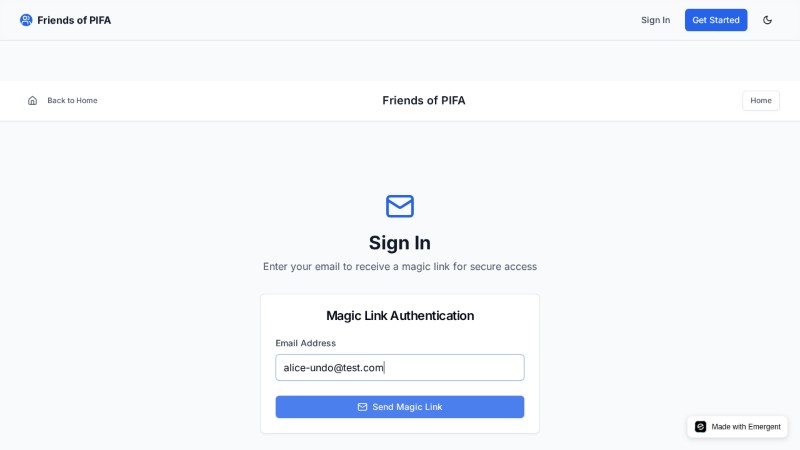 Friends of PIFA
Sign In
Get Started
Back to Home
Friends of PIFA
Home
Sign In
Enter your email to receive a magic link for secure access
Magic Link Authentication
Email Address
alice-undo@test.com
Send Magic Link
Made with Emergent